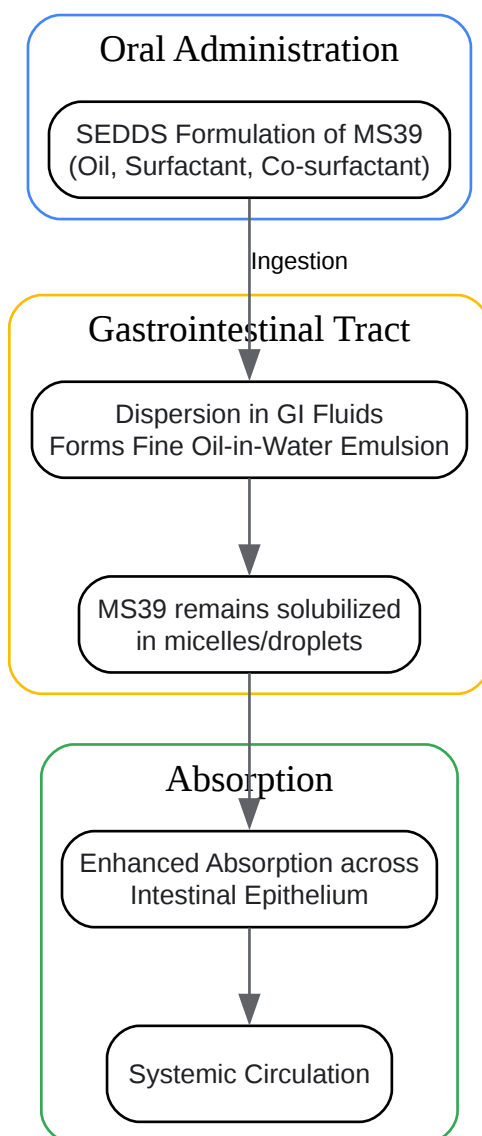 Oral Administration
SEDDS Formulation of MS39
(Oil, Surfactant, Co-surfactant)
Ingestion
Gastrointestinal Tract
Dispersion in GI Fluids
Forms Fine Oil-in-Water Emulsion
MS39 remains solubilized
in micelles/droplets
Absorption
Enhanced Absorption across
Intestinal Epithelium
Systemic Circulation